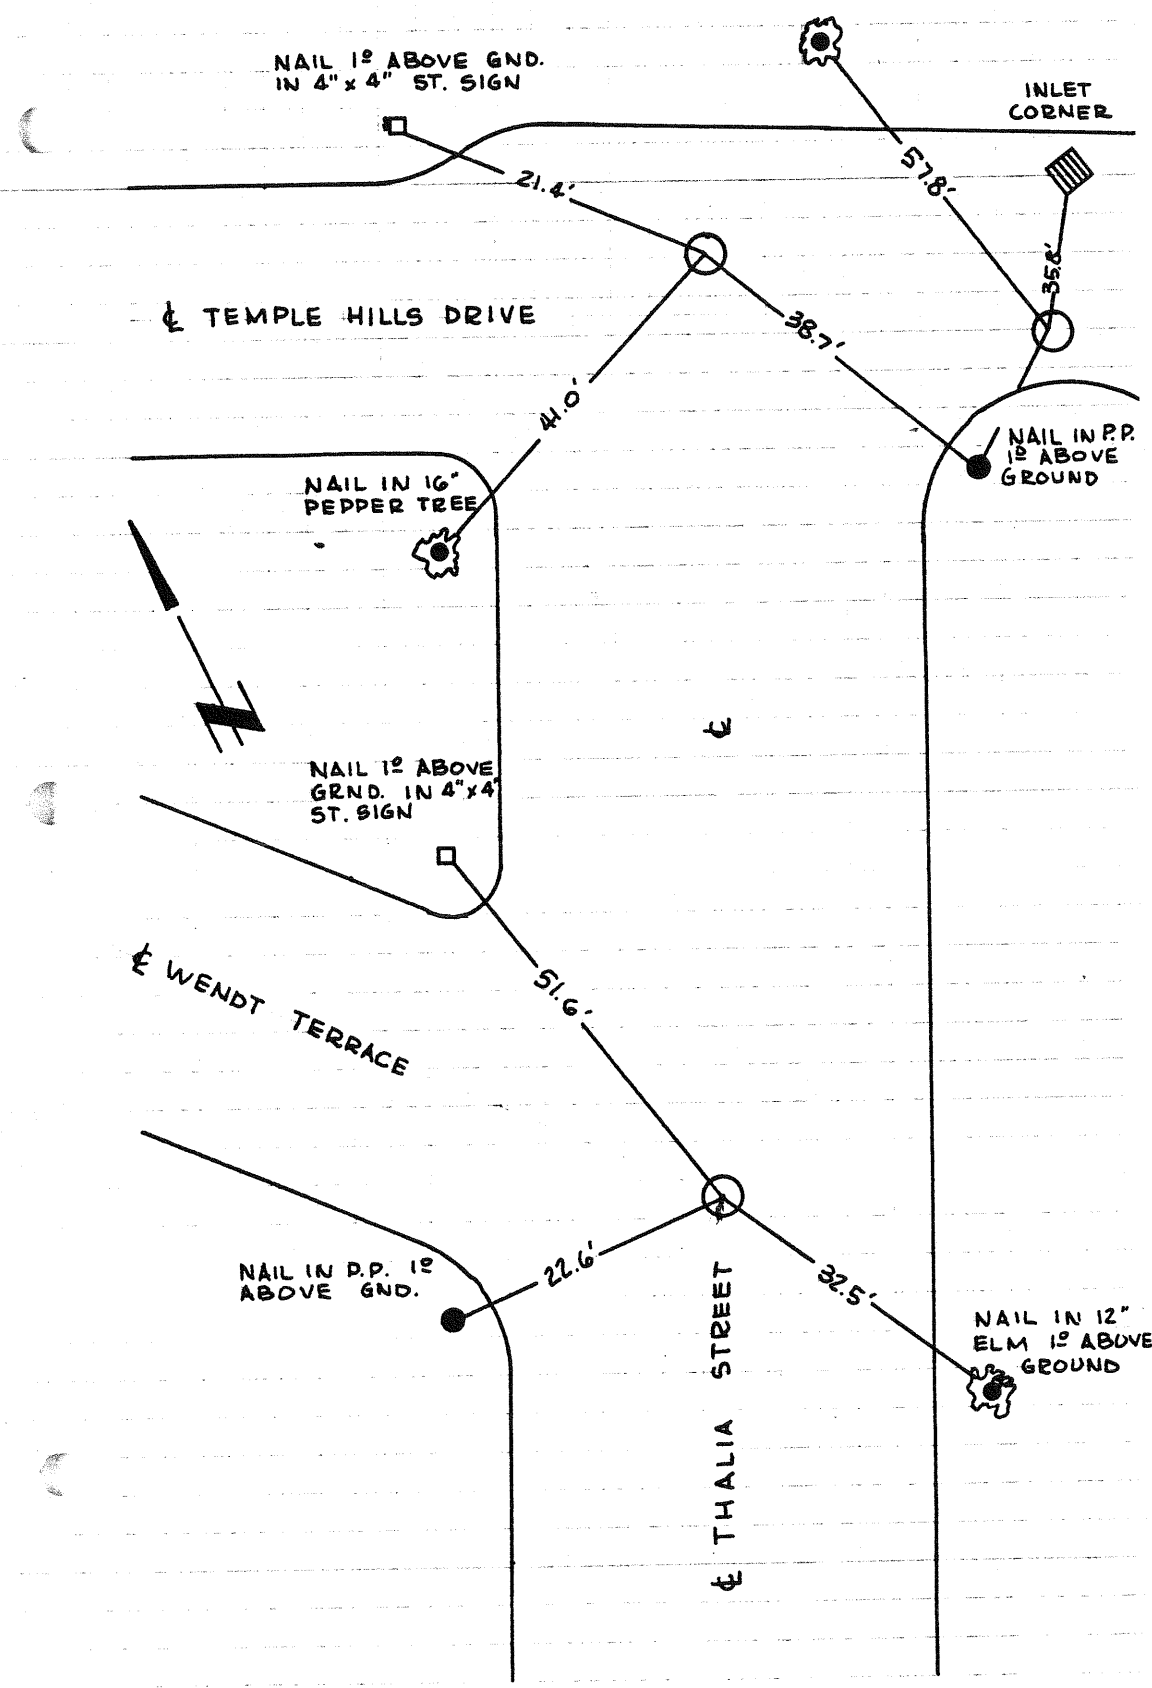 NAIL 1º ABOVE GND.
IN 4" x 4" ST. SIGN
INLET
CORNER
57.8'
21.4'
35.8'
℄ TEMPLE HILLS DRIVE
38.7'
41.0'
NAIL IN P.P.
1º ABOVE
GROUND
NAIL IN 16"
PEPPER TREE
N
℄
NAIL 1º ABOVE
GRND. IN 4"x4"
ST. SIGN
℄ WENDT TERRACE
51.6'
22.6'
32.5'
NAIL IN P.P. 1º
ABOVE GND.
NAIL IN 12"
ELM 1º ABOVE
GROUND
℄ THALIA STREET